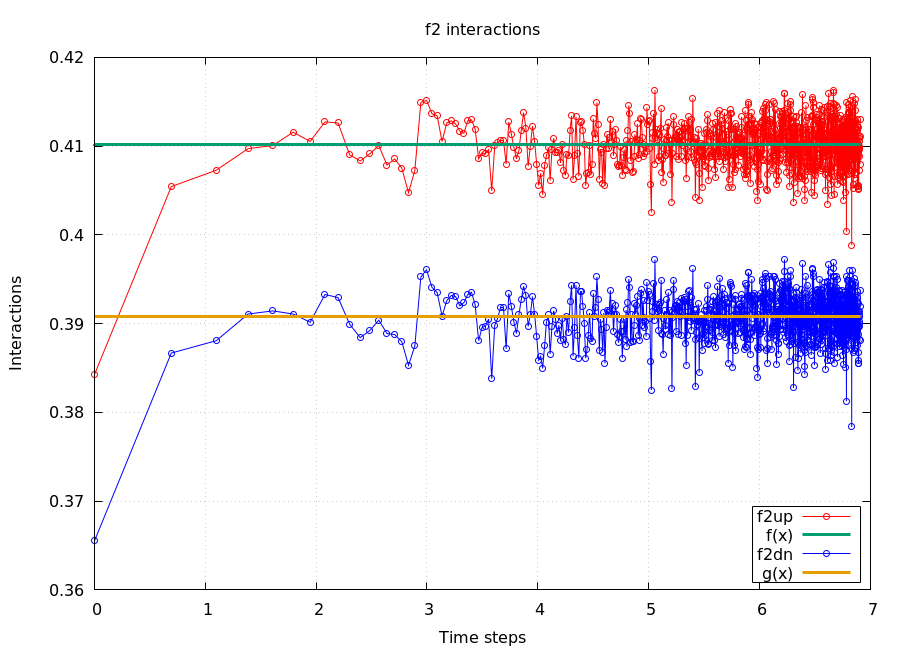 f2 interactions
0.42
0.41
0.4
0.39
0.38
0.37
0.36
Interactions
f2up
f(x)
f2dn
g(x)
0 1 2 3 4 5 6 7
Time steps